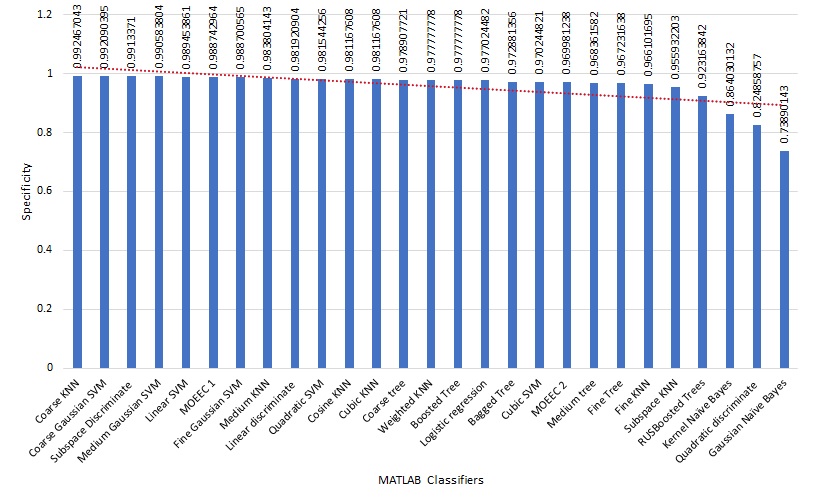 1.2
1
0.8
0.6
0.4
0.2
0
Specificity
0.992467043
0.992090395
0.9913371
0.990583804
0.989453861
0.988742964
0.988700565
0.983804143
0.981920904
0.981544256
0.981167608
0.981167608
0.978907721
0.977777778
0.977777778
0.977024482
0.972881356
0.970244821
0.969981238
0.968361582
0.967231638
0.966101695
0.955932203
0.923163842
0.864030132
0.824858757
0.73890143
Coarse KNN
Coarse Gaussian SVM
Subspace Discriminate
Medium Gaussian SVM
Linear SVM
MOEEC 1
Fine Gaussian SVM
Medium KNN
Linear discriminate
Quadratic SVM
Cosine KNN
Cubic KNN
Coarse tree
Weighted KNN
Boosted Tree
Logistic regression
Bagged Tree
Cubic SVM
MOEEC 2
Medium tree
Fine Tree
Fine KNN
Subspace KNN
RUSBoosted Trees
Kernel Naïve Bayes
Quadratic discriminate
Gaussian Naïve Bayes
MATLAB Classifiers